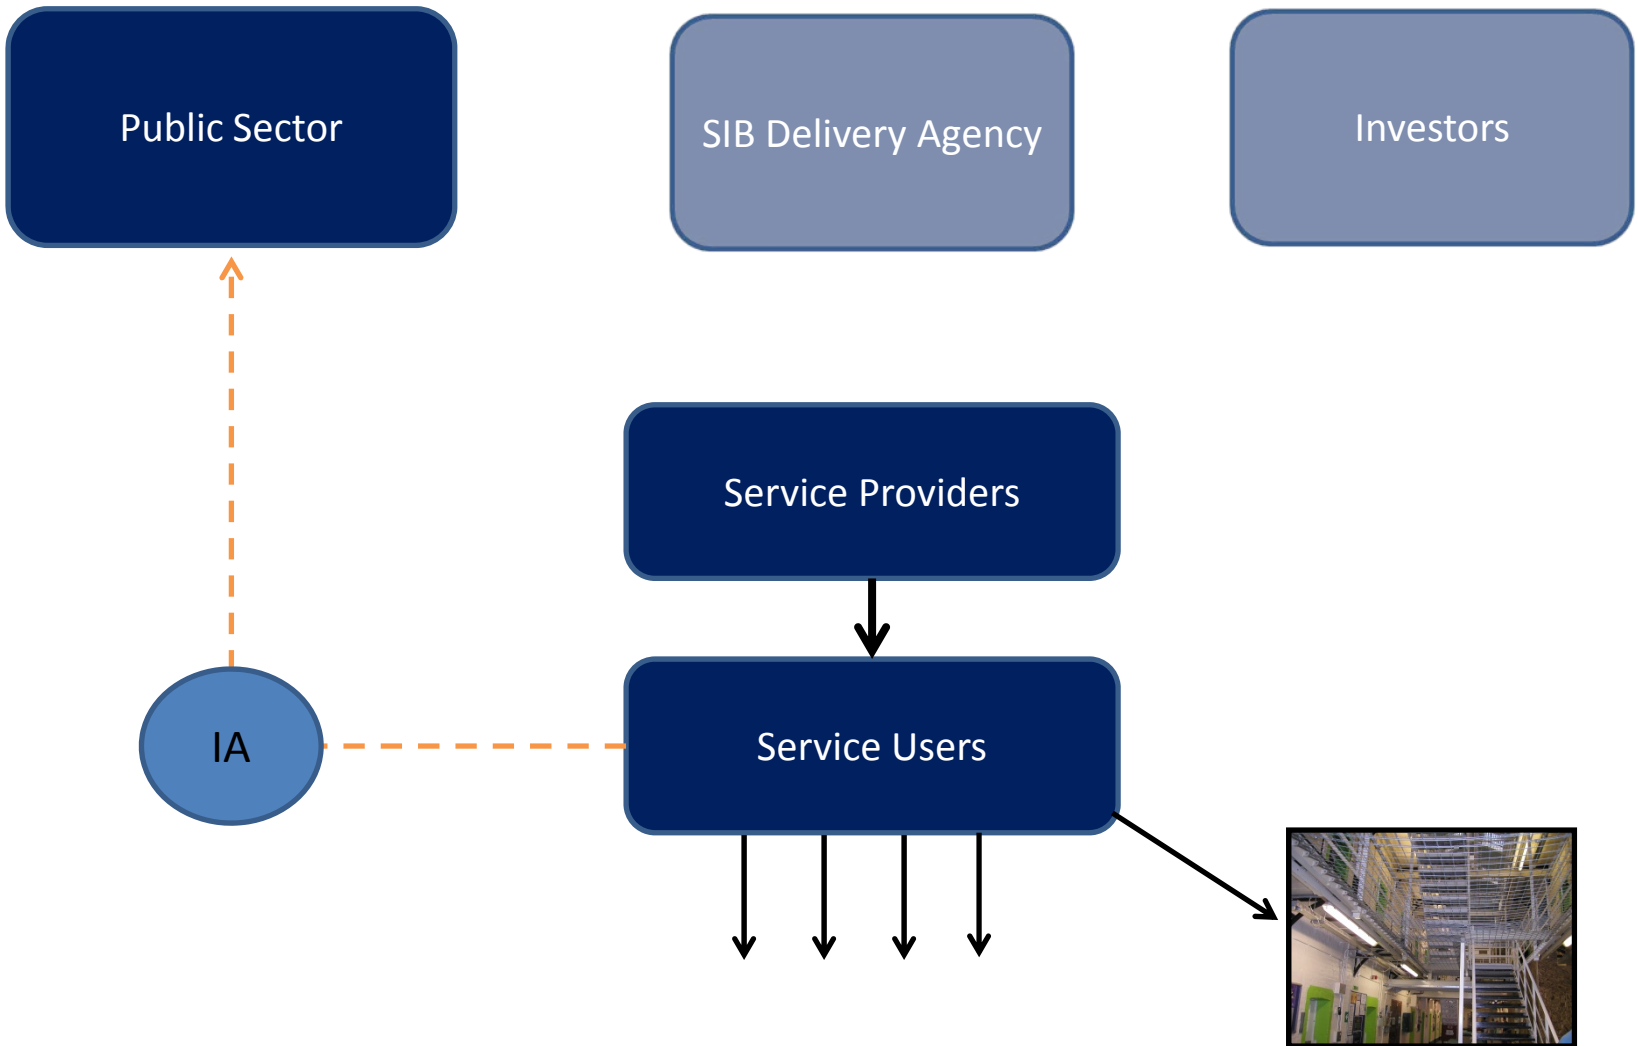 Public Sector
SIB Delivery Agency
Investors
Service Providers
IA
Service Users